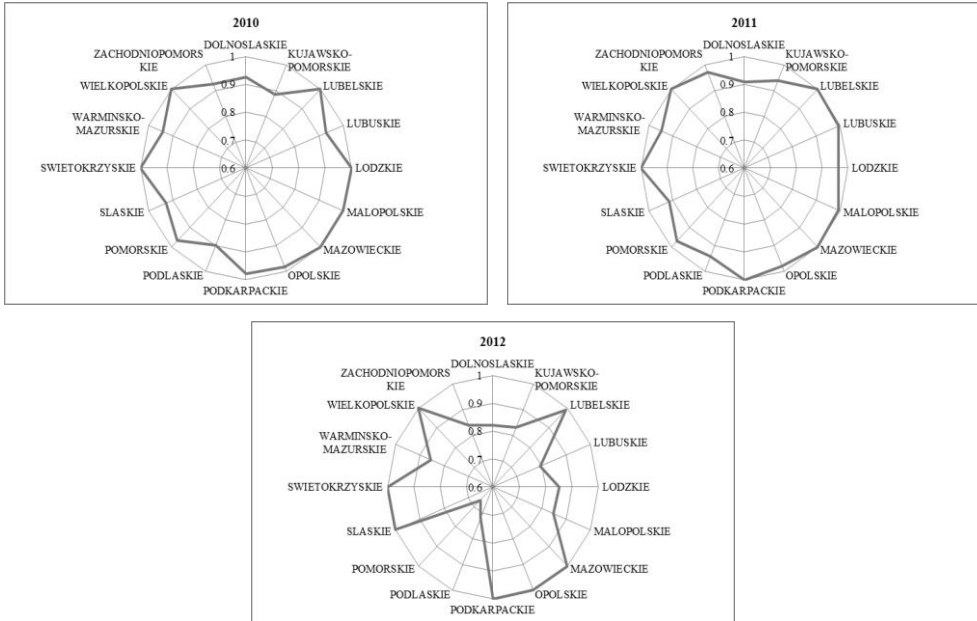 2010
DOLNOSLASKIE
KUJAWSKO-
POMORSKIE
LUBELSKIE
LUBUSKIE
LODZKIE
MALOPOLSKIE
MAZOWIECKIE
OPOLSKIE
PODKARPACKIE
PODLASKIE
POMORSKIE
SLASKIE
SWIETOKRZYSKIE
WARMINSKO-
MAZURSKIE
WIELKOPOLSKIE
ZACHODNIOPOMORS
KIE
1
0.9
0.8
0.7
0.6
2011
DOLNOSLASKIE
KUJAWSKO-
POMORSKIE
LUBELSKIE
LUBUSKIE
LODZKIE
MALOPOLSKIE
MAZOWIECKIE
OPOLSKIE
PODKARPACKIE
PODLASKIE
POMORSKIE
SLASKIE
SWIETOKRZYSKIE
WARMINSKO-
MAZURSKIE
WIELKOPOLSKIE
ZACHODNIOPOMORS
KIE
1
0.9
0.8
0.7
0.6
2012
DOLNOSLASKIE
KUJAWSKO-
POMORSKIE
LUBELSKIE
LUBUSKIE
LODZKIE
MALOPOLSKIE
MAZOWIECKIE
OPOLSKIE
PODKARPACKIE
PODLASKIE
POMORSKIE
SLASKIE
SWIETOKRZYSKIE
WARMINSKO-
MAZURSKIE
WIELKOPOLSKIE
ZACHODNIOPOMORS
KIE
1
0.9
0.8
0.7
0.6